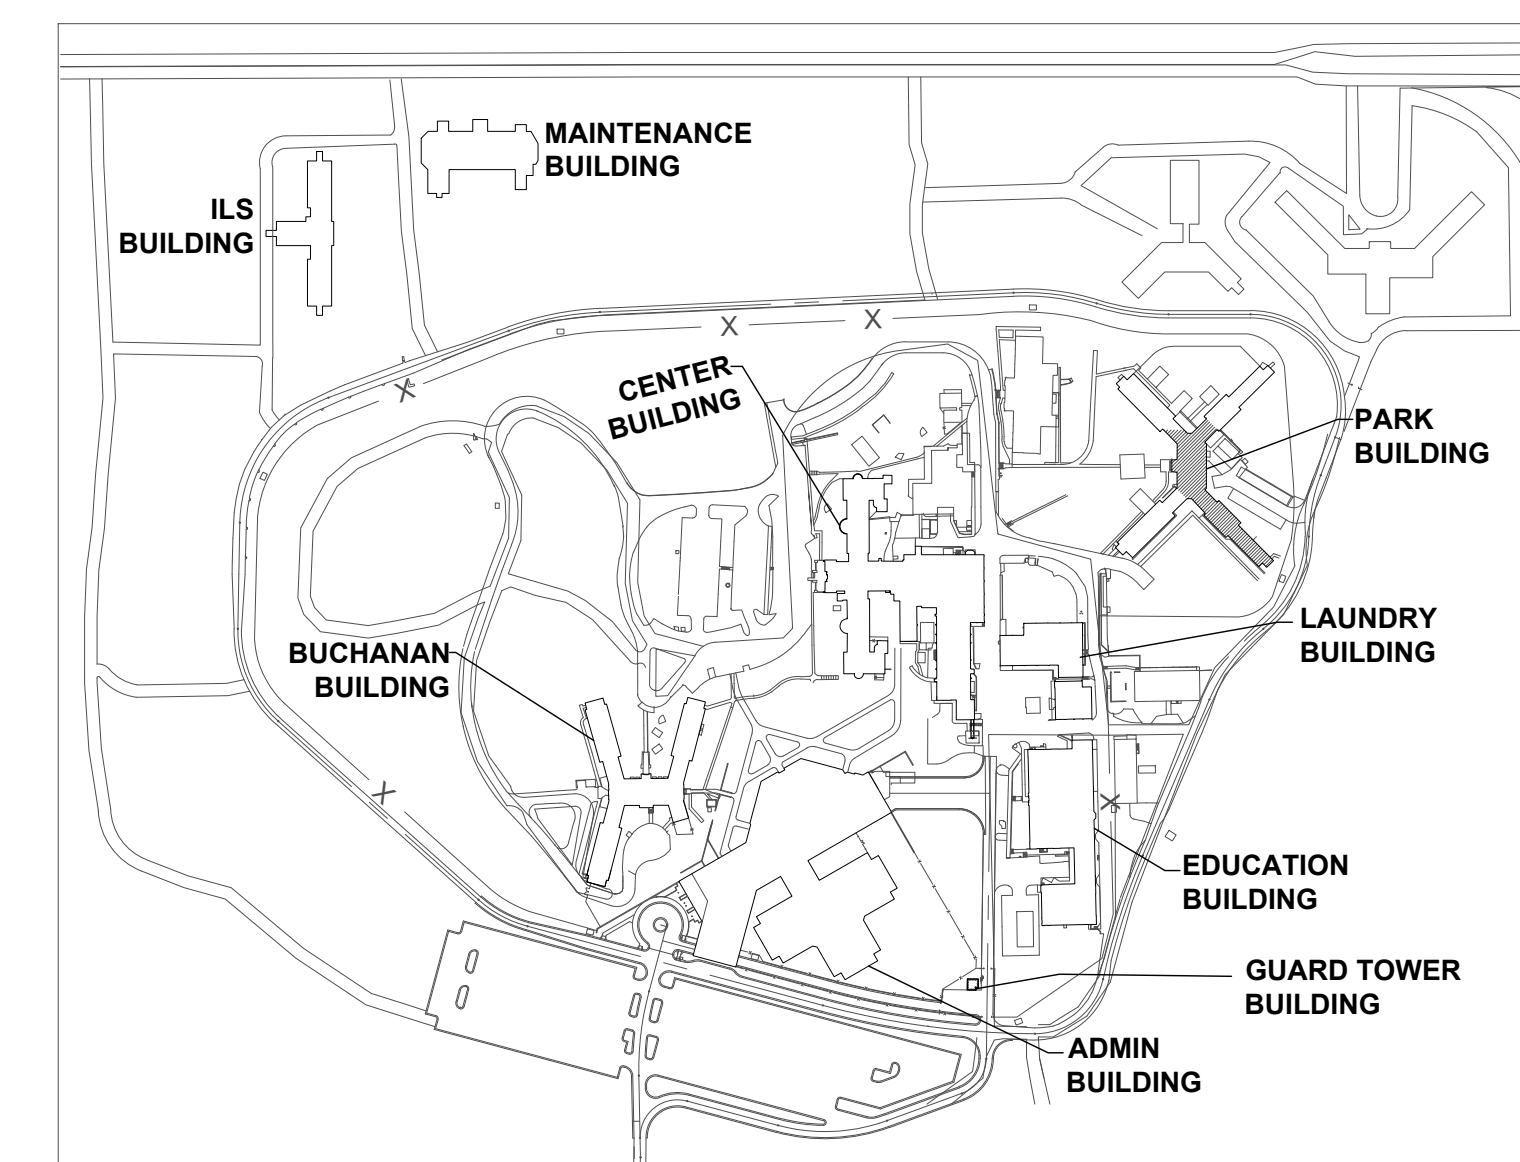 MAINTENANCE
BUILDING
ILS
BUILDING
X
X
X
CENTER
BUILDING
PARK
BUILDING
LAUNDRY
BUILDING
BUCHANAN
BUILDING
X
X
EDUCATION
BUILDING
GUARD TOWER
BUILDING
ADMIN
BUILDING